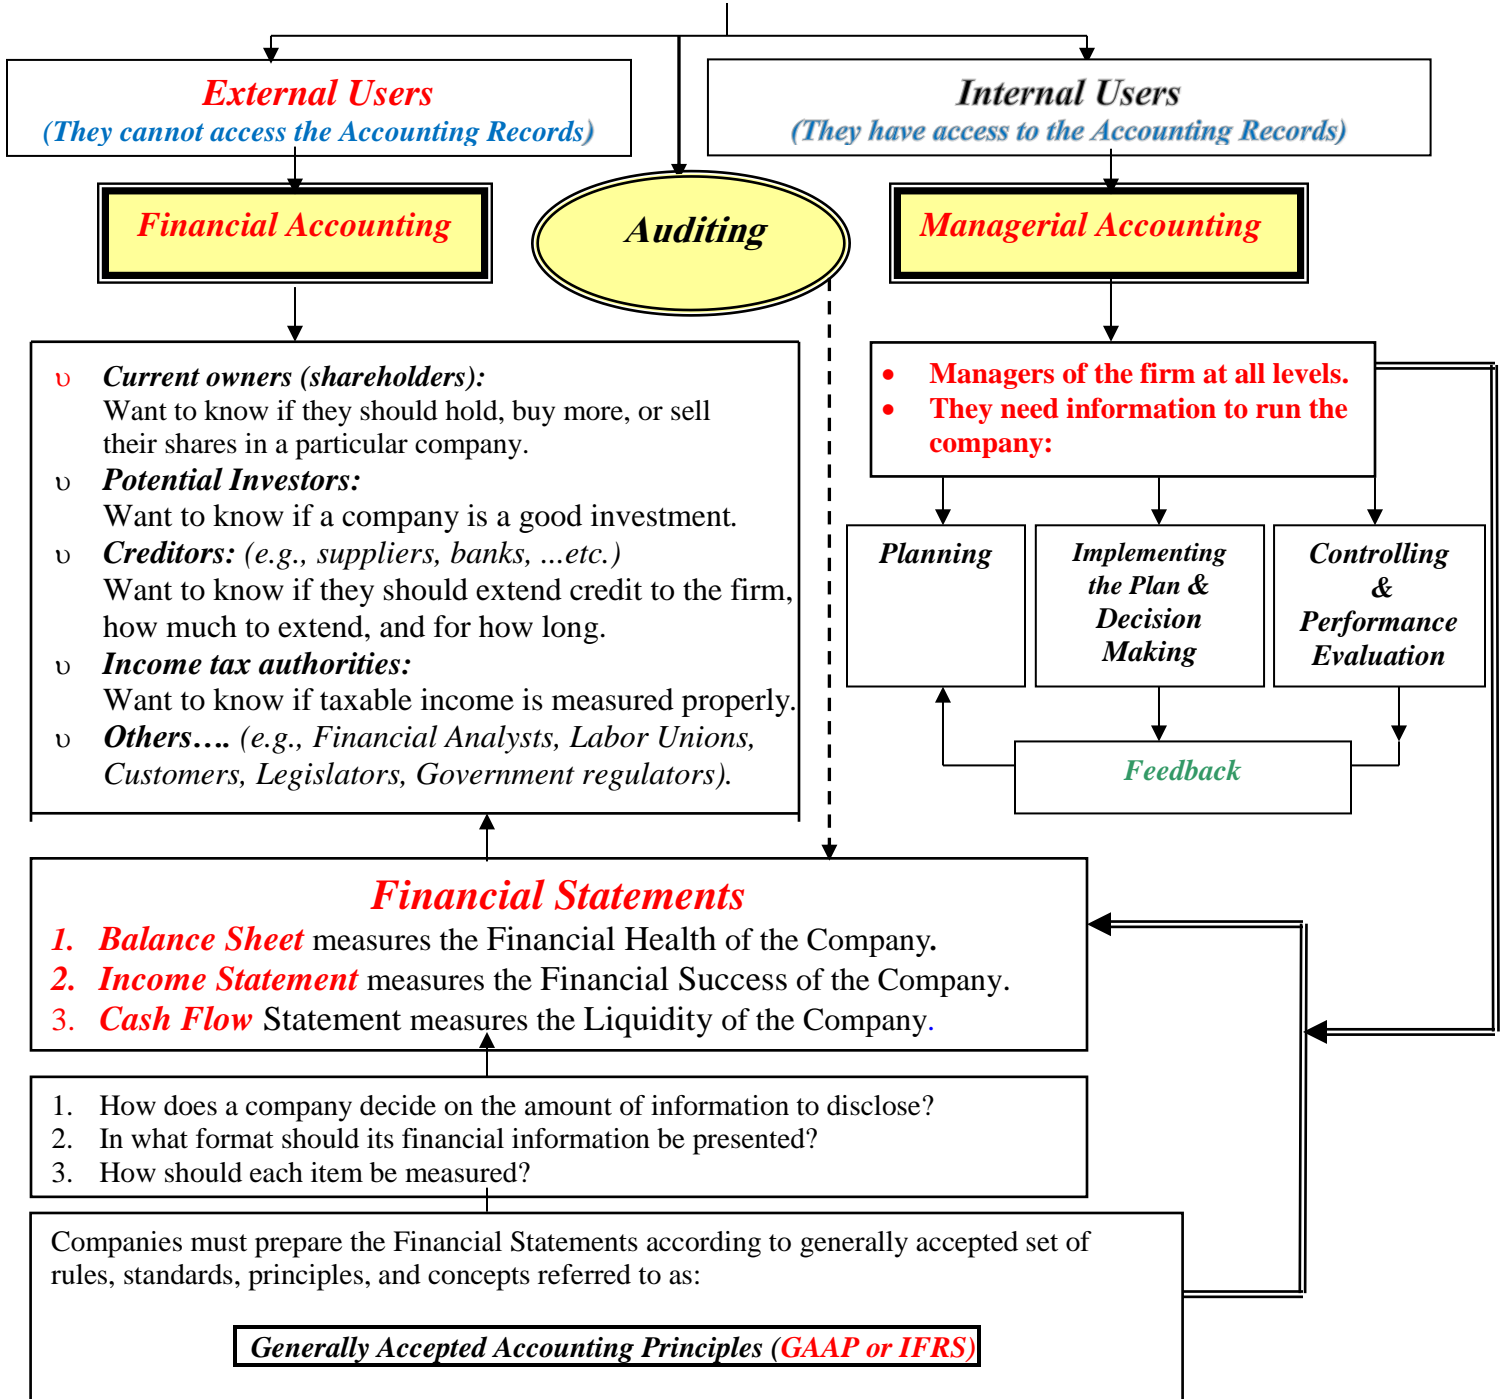 External Users
(They cannot access the Accounting Records)
Internal Users
(They have access to the Accounting Records)
Financial Accounting
Auditing
Managerial Accounting
υ Current owners (shareholders):
Want to know if they should hold, buy more, or sell
their shares in a particular company.
υ Potential Investors:
Want to know if a company is a good investment.
υ Creditors: (e.g., suppliers, banks, ...etc.)
Want to know if they should extend credit to the firm,
how much to extend, and for how long.
υ Income tax authorities:
Want to know if taxable income is measured properly.
υ Others…. (e.g., Financial Analysts, Labor Unions,
Customers, Legislators, Government regulators).
• Managers of the firm at all levels.
• They need information to run the
company:
Planning
Implementing
the Plan &
Decision
Making
Controlling
&
Performance
Evaluation
Feedback
Financial Statements
1. Balance Sheet measures the Financial Health of the Company.
2. Income Statement measures the Financial Success of the Company.
3. Cash Flow Statement measures the Liquidity of the Company.
1. How does a company decide on the amount of information to disclose?
2. In what format should its financial information be presented?
3. How should each item be measured?
Companies must prepare the Financial Statements according to generally accepted set of
rules, standards, principles, and concepts referred to as:
Generally Accepted Accounting Principles (GAAP or IFRS)